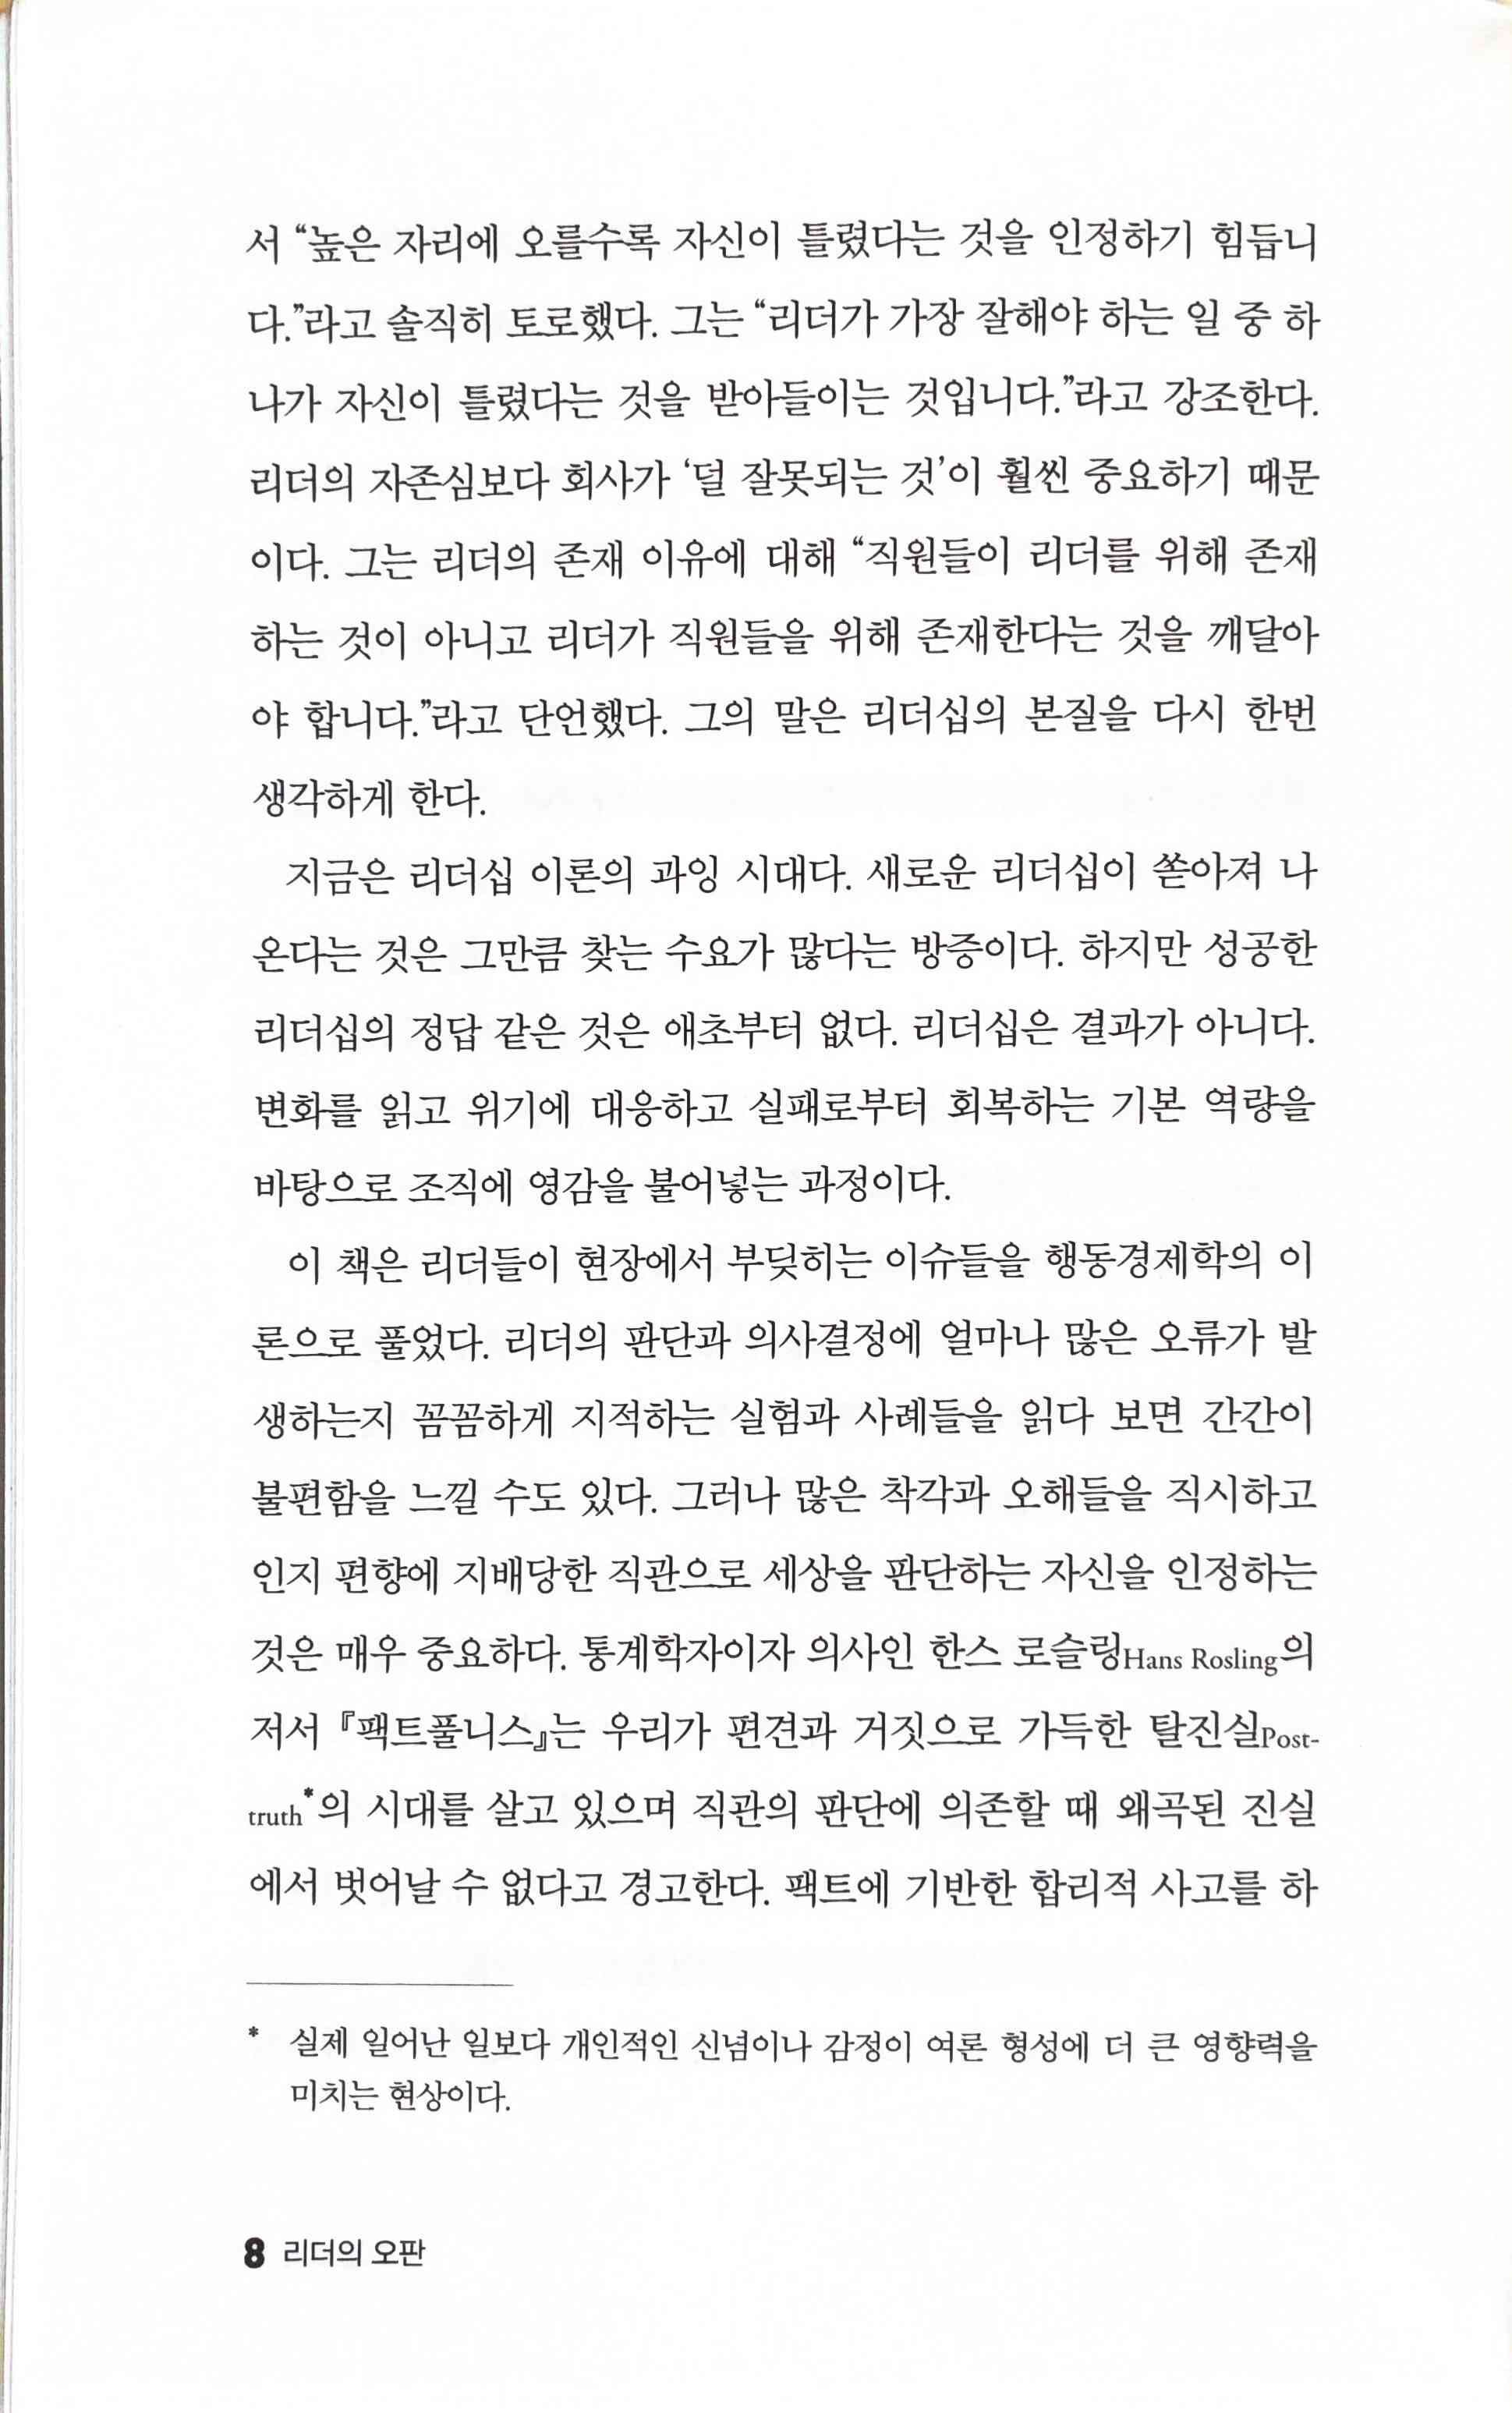 서 “높은 자리에 오를수록 자신이 틀렸다는 것을 인정하기 힘듭니
다.”라고 솔직히 토로했다. 그는 “리더가 가장 잘해야 하는 일 중 하
나가 자신이 틀렸다는 것을 받아들이는 것입니다.”라고 강조한다.
리더의 자존심보다 회사가 ‘덜 잘못되는 것’이 훨씬 중요하기 때문
이다. 그는 리더의 존재 이유에 대해 “직원들이 리더를 위해 존재
하는 것이 아니고 리더가 직원들을 위해 존재한다는 것을 깨달아
야 합니다.”라고 단언했다. 그의 말은 리더십의 본질을 다시 한번
생각하게 한다.
지금은 리더십 이론의 과잉 시대다. 새로운 리더십이 쏟아져 나
온다는 것은 그만큼 찾는 수요가 많다는 방증이다. 하지만 성공한
리더십의 정답 같은 것은 애초부터 없다. 리더십은 결과가 아니다.
변화를 읽고 위기에 대응하고 실패로부터 회복하는 기본 역량을
바탕으로 조직에 영감을 불어넣는 과정이다.
이 책은 리더들이 현장에서 부딪히는 이슈들을 행동경제학의 이
론으로 풀었다. 리더의 판단과 의사결정에 얼마나 많은 오류가 발
생하는지 꼼꼼하게 지적하는 실험과 사례들을 읽다 보면 간간이
불편함을 느낄 수도 있다. 그러나 많은 착각과 오해들을 직시하고
인지 편향에 지배당한 직관으로 세상을 판단하는 자신을 인정하는
것은 매우 중요하다. 통계학자이자 의사인 한스 로슬링Hans Rosling의
저서 『팩트풀니스』는 우리가 편견과 거짓으로 가득한 탈진실Post-
truth*의 시대를 살고 있으며 직관의 판단에 의존할 때 왜곡된 진실
에서 벗어날 수 없다고 경고한다. 팩트에 기반한 합리적 사고를 하
* 실제 일어난 일보다 개인적인 신념이나 감정이 여론 형성에 더 큰 영향력을
미치는 현상이다.
8 리더의 오판